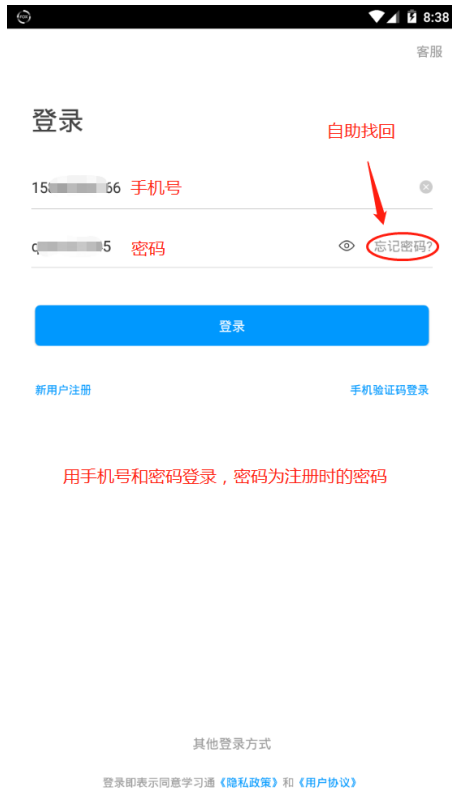 8:38
客服
登录
自助找回
15 66 手机号
q 5 密码 忘记密码?
登录
新用户注册 手机验证码登录
用手机号和密码登录，密码为注册时的密码
其他登录方式
登录即表示同意学习通《隐私政策》和《用户协议》